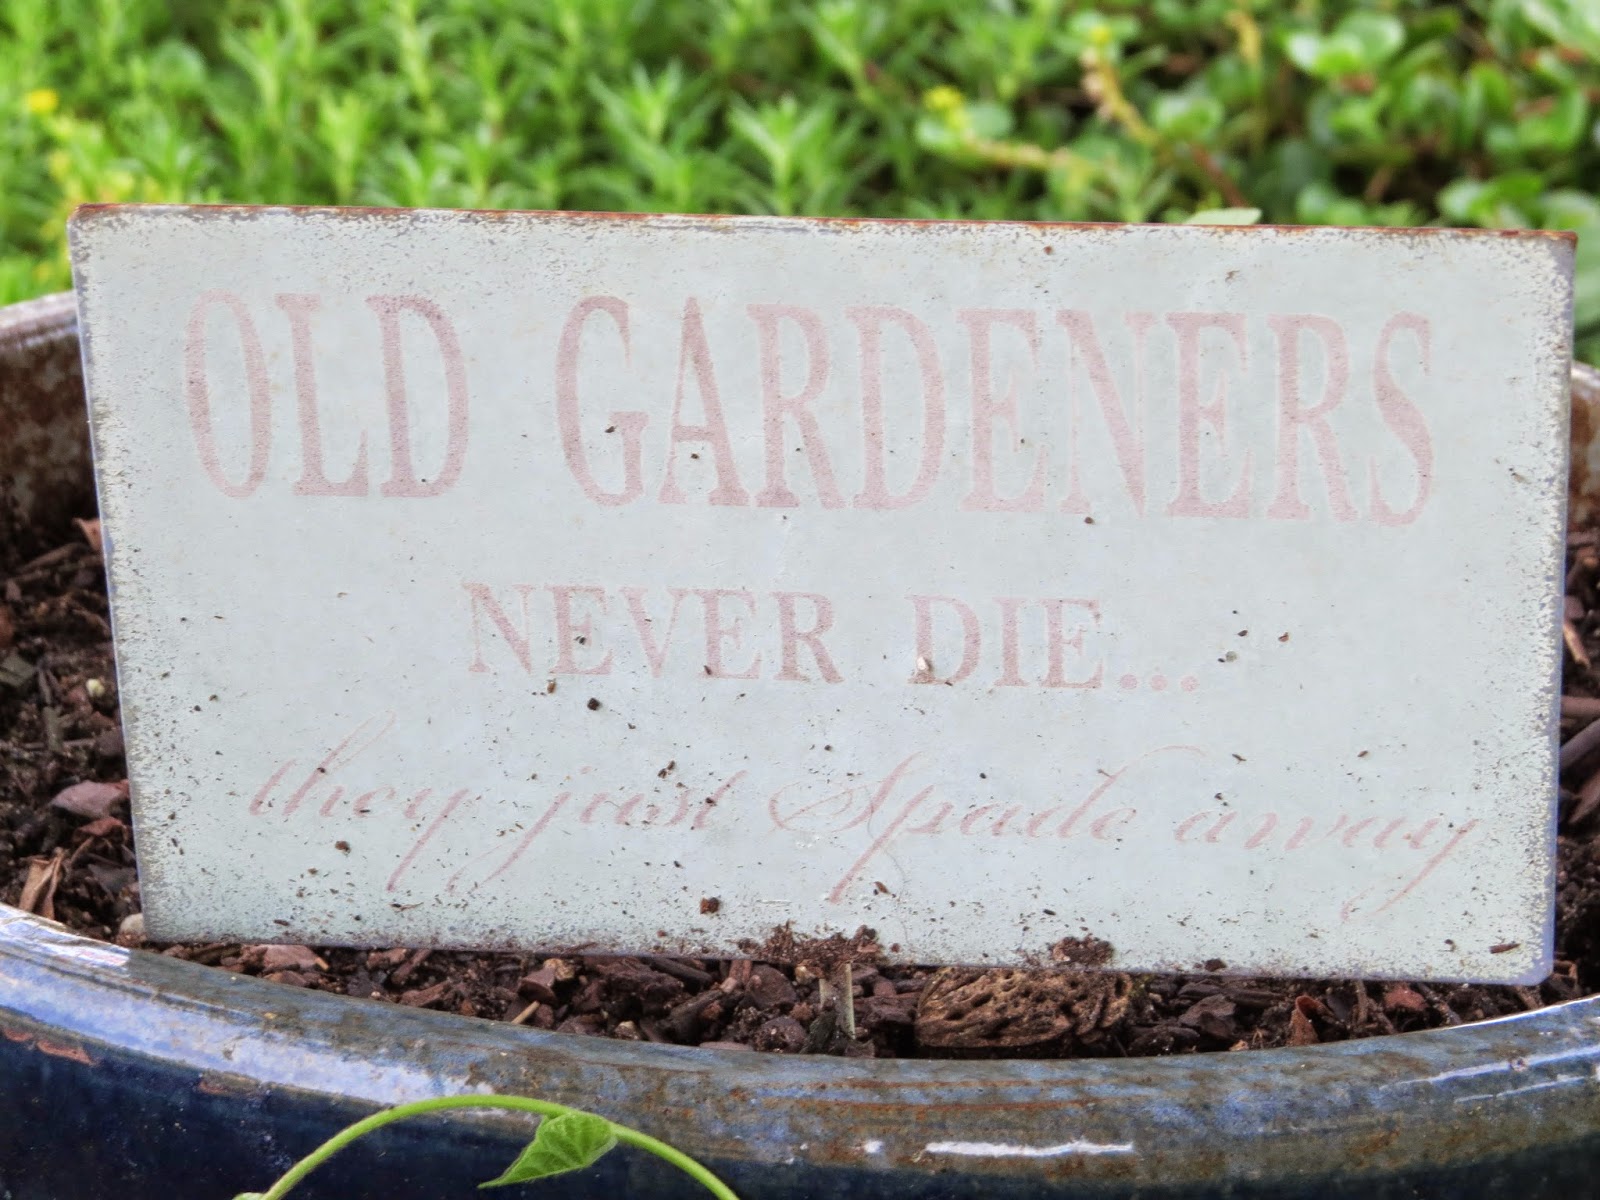 OLD GARDENERS
NEVER DIE...
they just Spade away